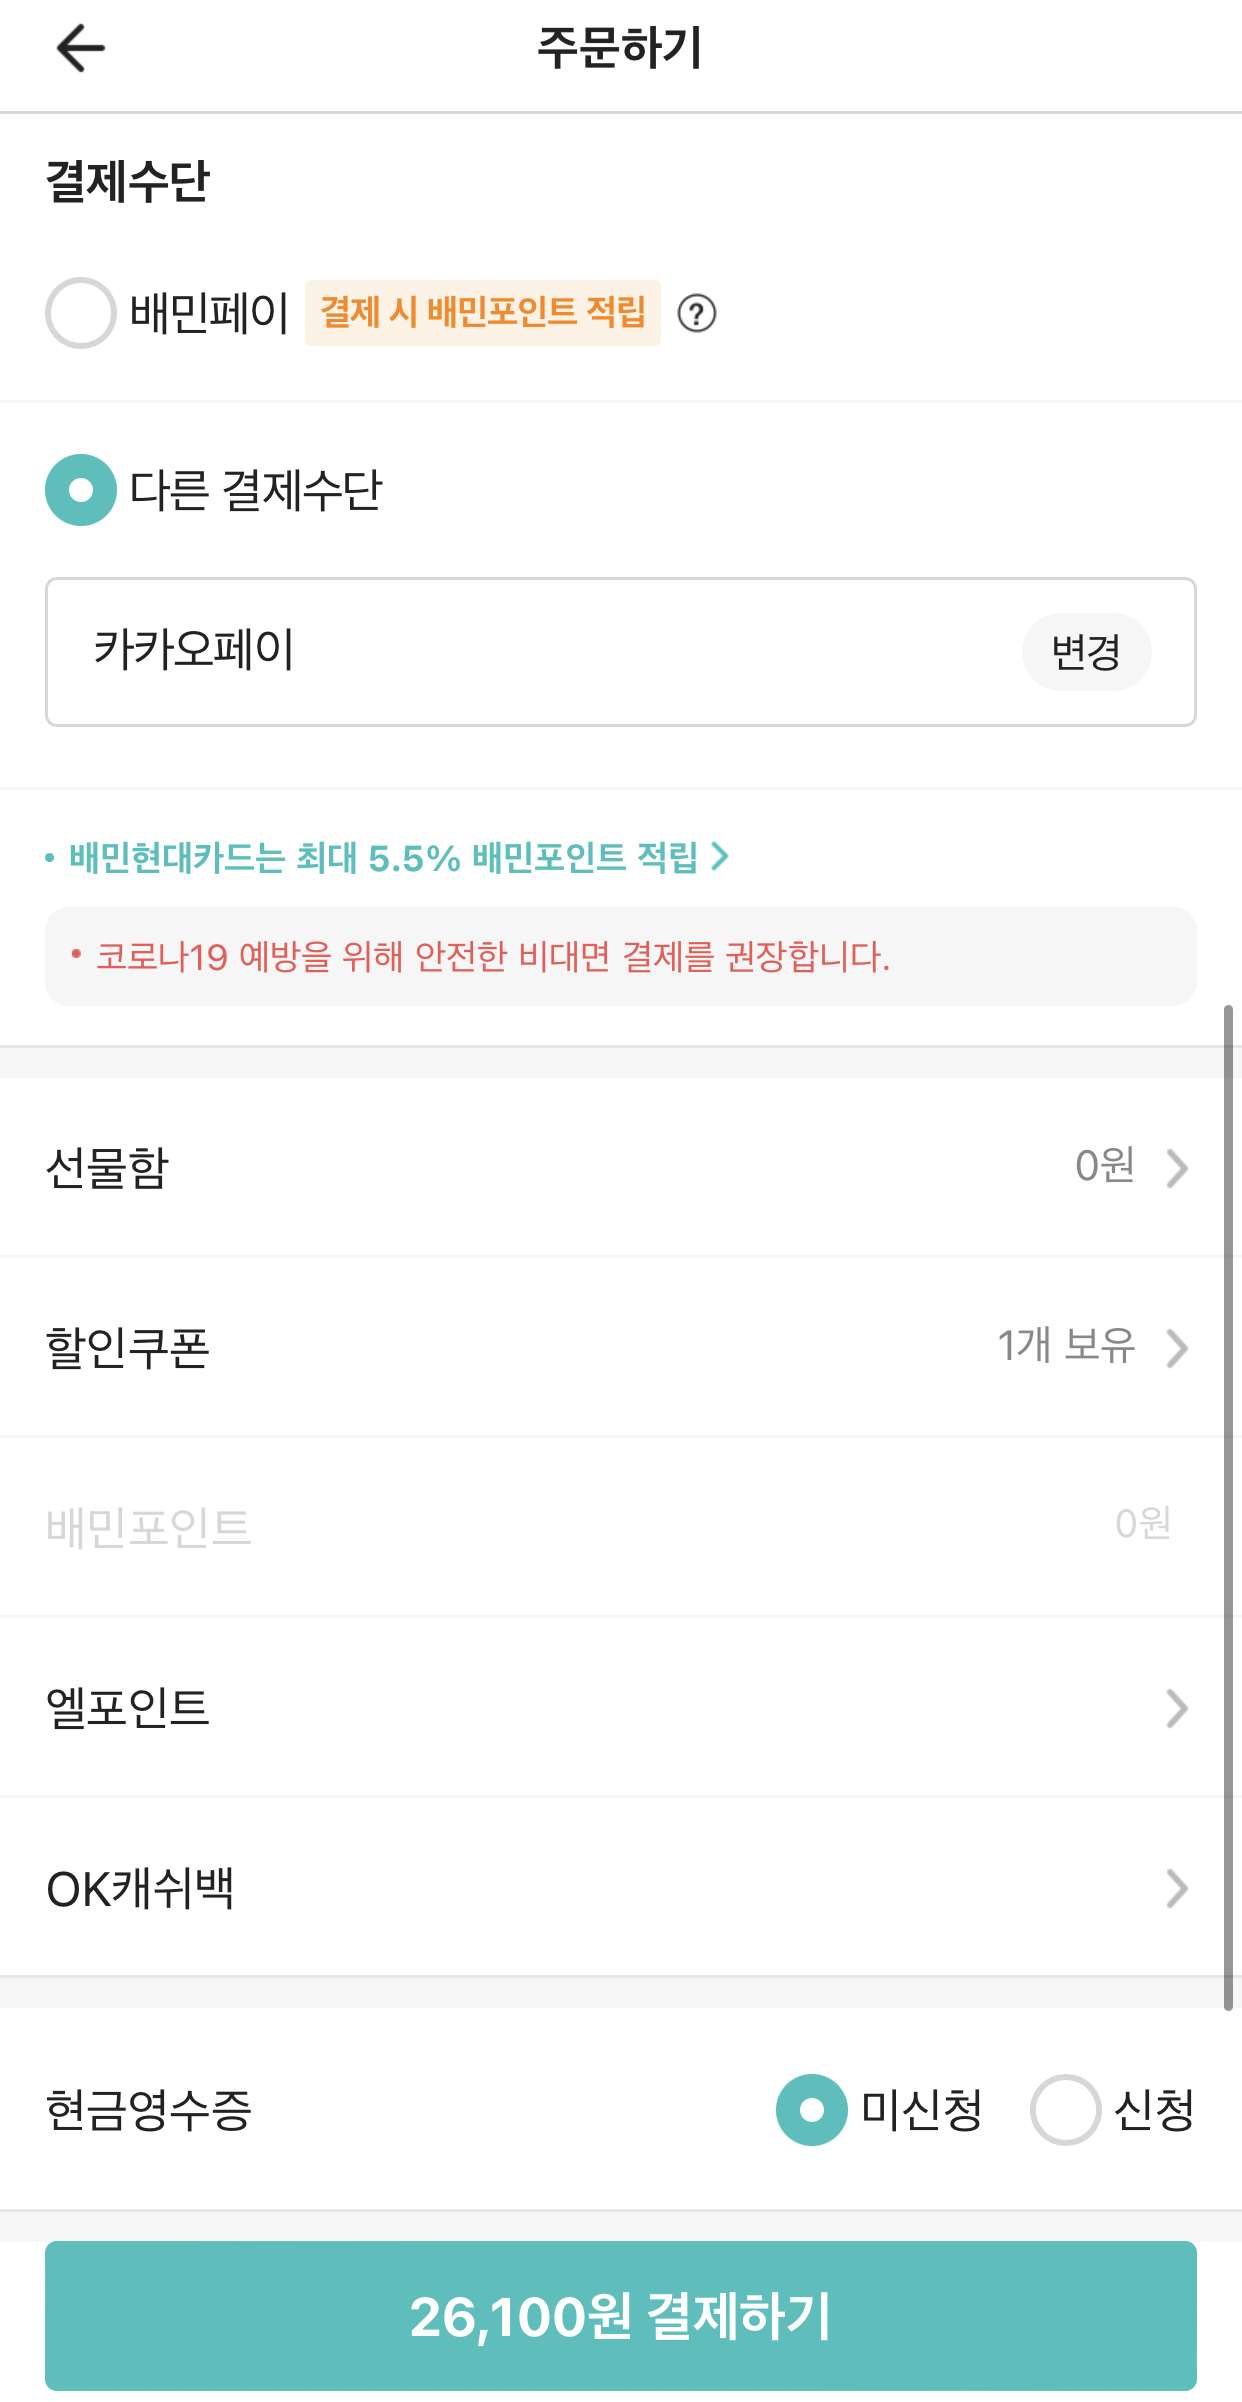 주문하기
결제수단
배민페이 결제 시 배민포인트 적립 ?
다른 결제수단
카카오페이 변경
• 배민현대카드는 최대 5.5% 배민포인트 적립 >
• 코로나19 예방을 위해 안전한 비대면 결제를 권장합니다.
선물함 0원
할인쿠폰 1개 보유
배민포인트 0원
엘포인트
OK캐쉬백
현금영수증 미신청 신청
26,100원 결제하기